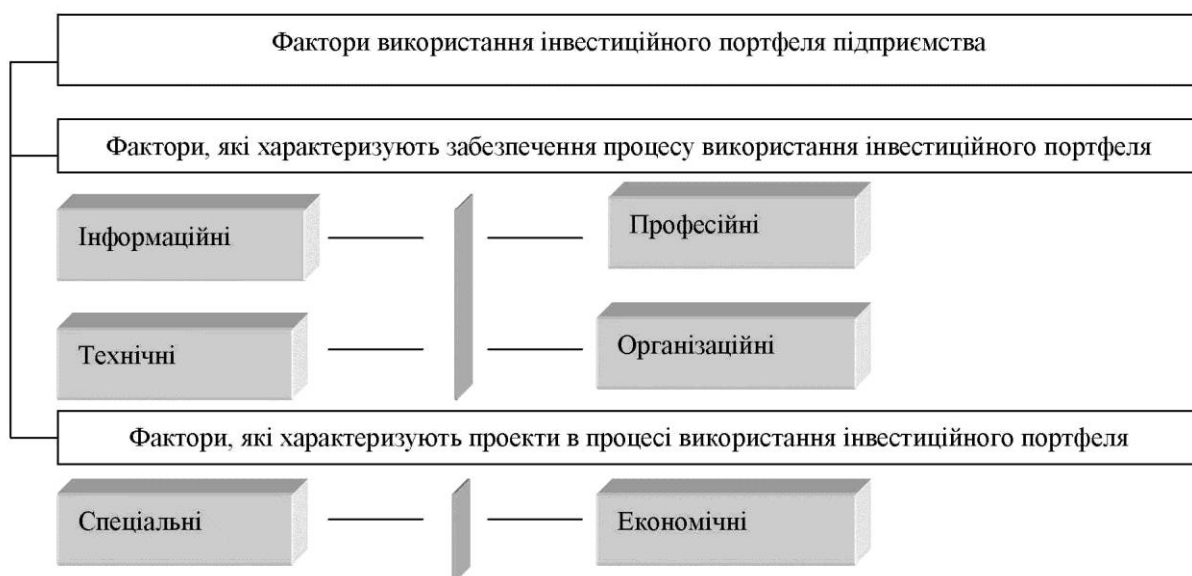 Фактори використання інвестиційного портфеля підприємства
Фактори, які характеризують забезпечення процесу використання інвестиційного портфеля
Інформаційні
Професійні
Технічні
Організаційні
Фактори, які характеризують проекти в процесі використання інвестиційного портфеля
Спеціальні
Економічні